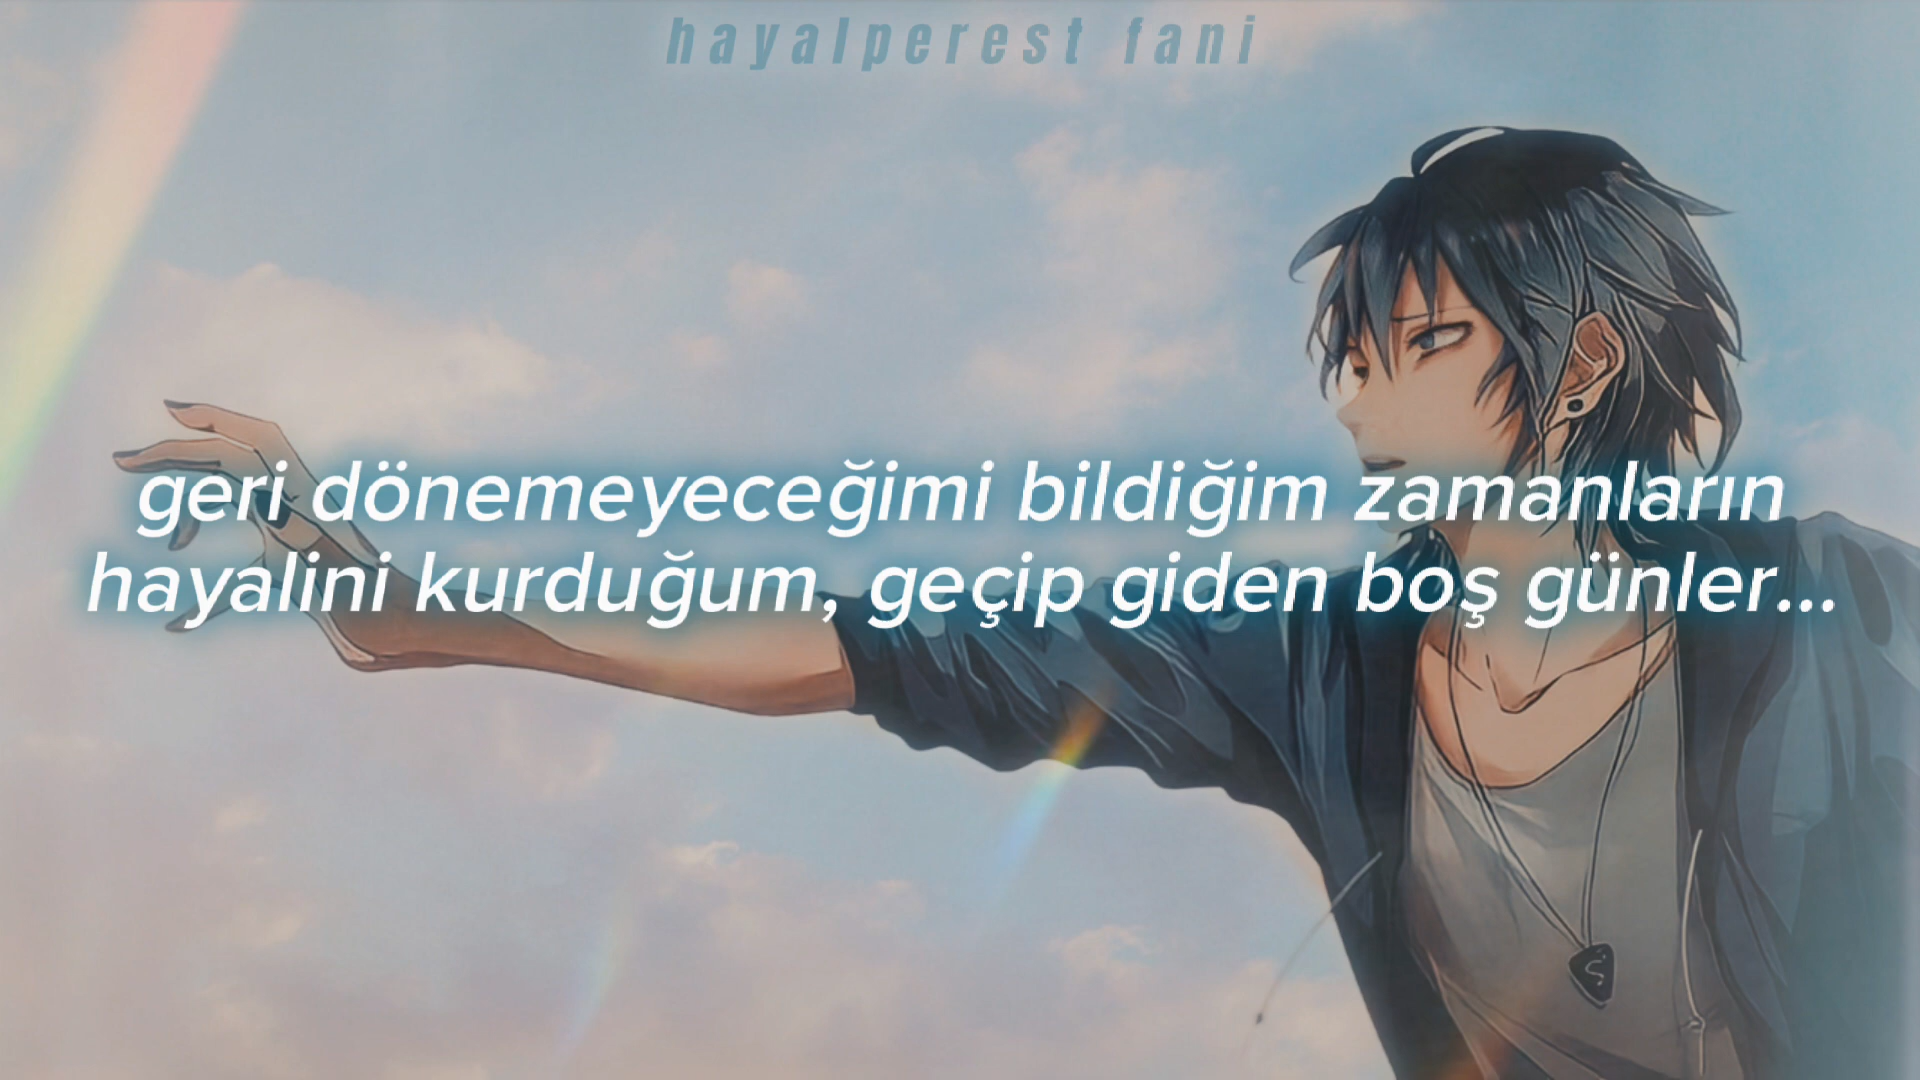 hayalperest fani
geri dönemeyeceğimi bildiğim zamanların
hayalini kurduğum, geçip giden boş günler...